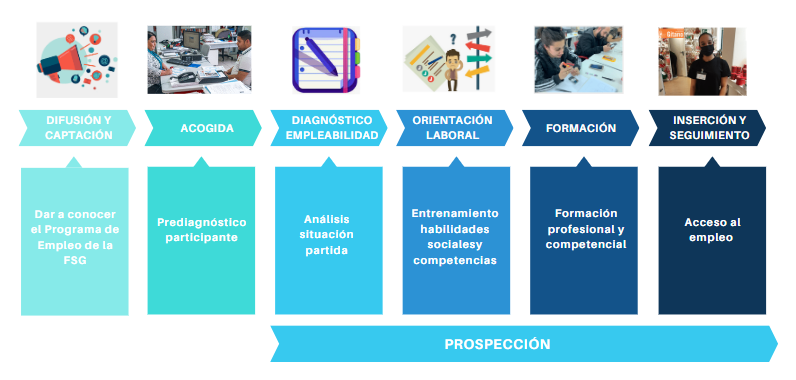 DIFUSIÓN Y
CAPTACIÓN
ACOGIDA
DIAGNÓSTICO
EMPLEABILIDAD
ORIENTACIÓN
LABORAL
FORMACIÓN
INSERCIÓN Y
SEGUIMIENTO
Dar a conocer
el Programa de
Empleo de la
FSG
Prediagnóstico
participante
Análisis
situación
partida
Entrenamiento
habilidades
socialesy
competencias
Formación
profesional y
competencial
Acceso al
empleo
PROSPECCIÓN